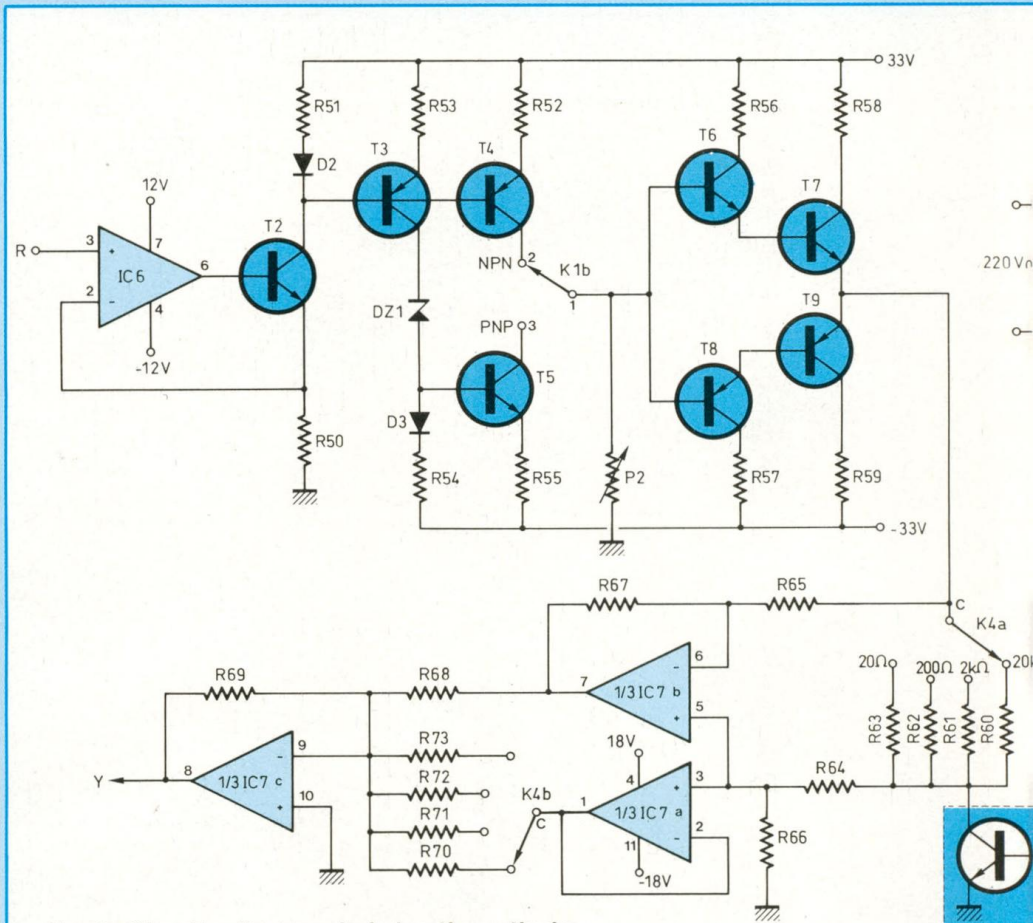 R51
R53
R52
R56
R58
33V
D2
T3
T4
T6
T7
12V
T2
R
3
+
7
IC 6
6
2
-
4
-12V
NPN
2
K1b
1
DZ1
PNP
3
T5
T9
T8
220V
D3
R50
R54
R55
P2
R57
R59
-33V
R67
R65
C
K4a
20Ω
200Ω
2kΩ
20k
R69
R68
6
-
7
1/3 IC7 b
5
+
R63
R62
R61
R60
R73
18V
9
-
Y
8
1/3 IC7 c
10
+
R72
4
3
+
R64
K4b
C
1
1/3 IC7 a
2
-
R71
11
R66
R70
-18V